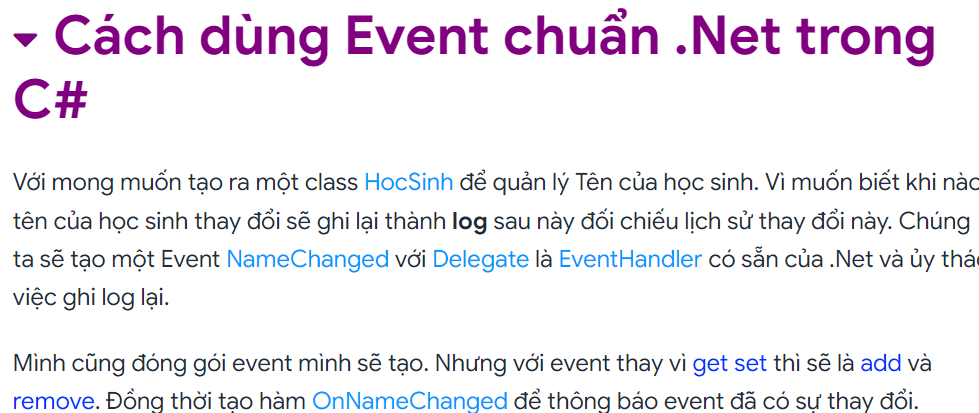 Cách dùng Event chuẩn .Net trong
C#
Với mong muốn tạo ra một class HocSinh để quản lý Tên của học sinh. Vì muốn biết khi nào
tên của học sinh thay đổi sẽ ghi lại thành log sau này đối chiếu lịch sử thay đổi này. Chúng
ta sẽ tạo một Event NameChanged với Delegate là EventHandler có sẵn của .Net và ủy thác
việc ghi log lại.
Mình cũng đóng gói event mình sẽ tạo. Nhưng với event thay vì get set thì sẽ là add và
remove. Đồng thời tạo hàm OnNameChanged để thông báo event đã có sự thay đổi.